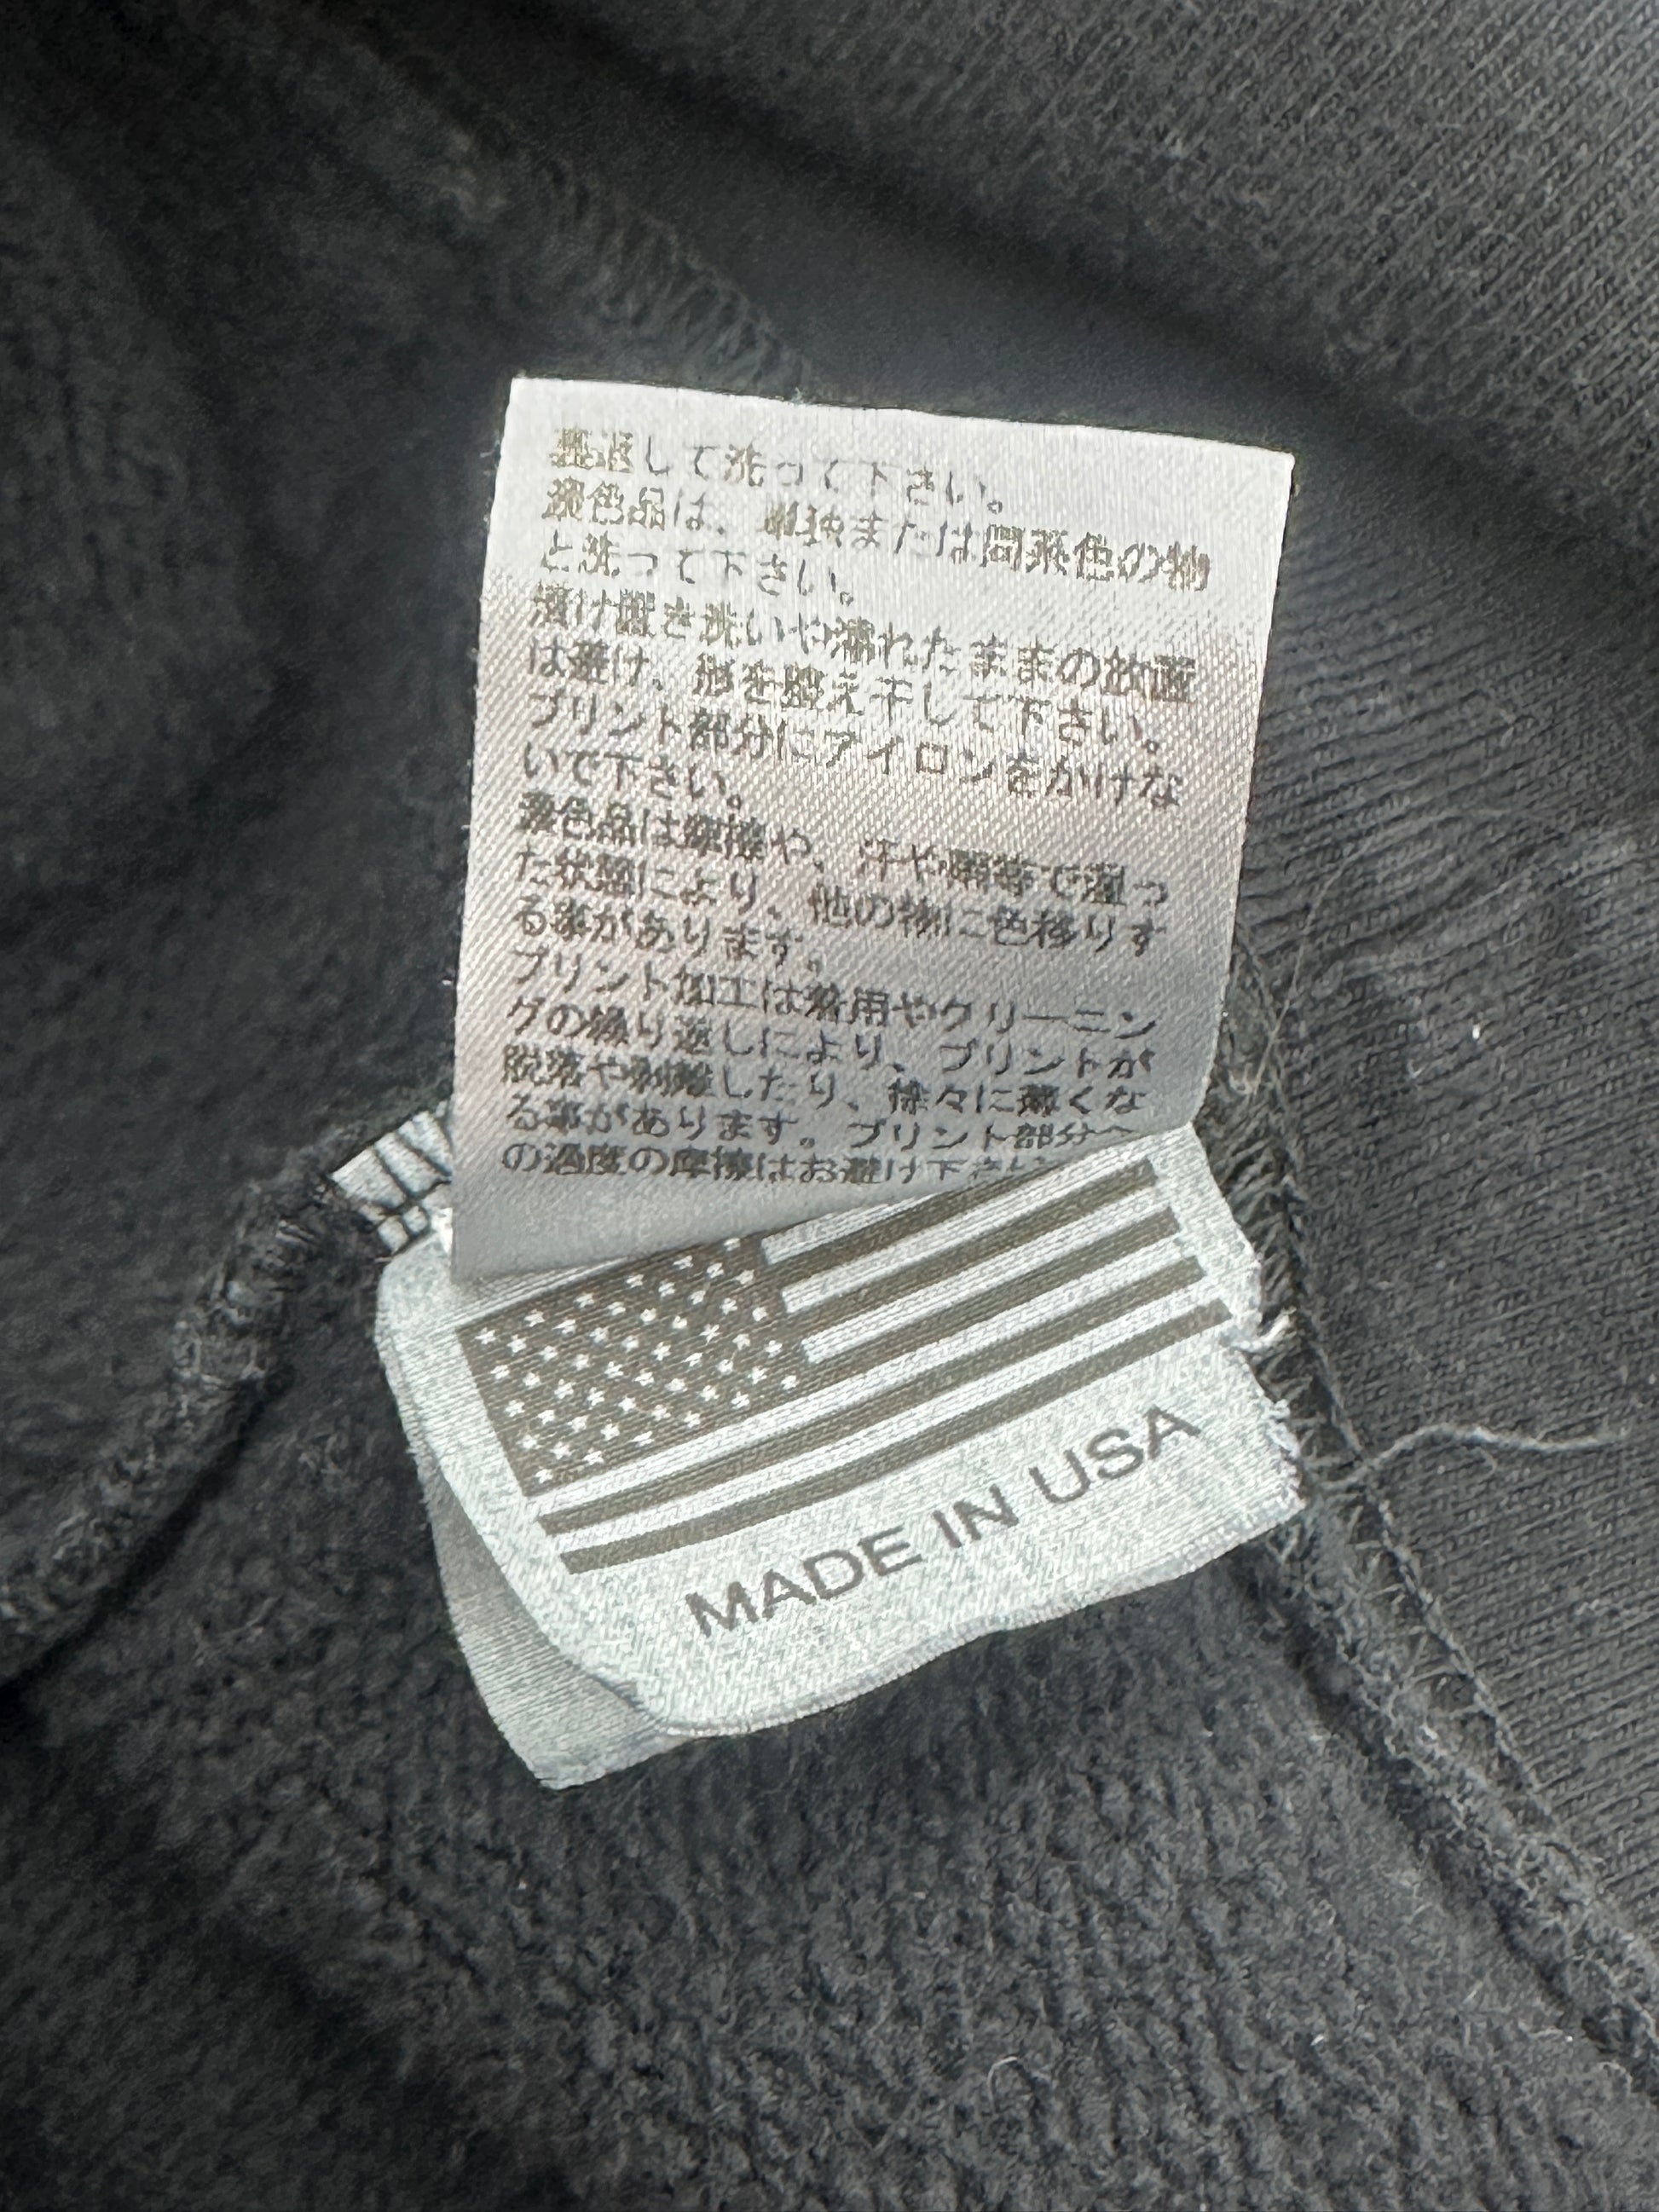 裏返して洗って下さい。
濃色品は、単独または同系色の物
と洗って下さい。
漬け置き洗いや濡れたままの放置
は避け、形を整え干して下さい。
プリント部分にアイロンをかけな
いで下さい。
濃色品は摩擦や、汗や雨等で湿っ
た状態により、他の物に色移りす
る事があります。
プリント加工は着用やクリーニン
グの繰り返しにより、プリントが
脱落や剥離したり、徐々に薄くな
る事があります。プリント部分へ
の過度の摩擦はお避け下さい
MADE IN USA